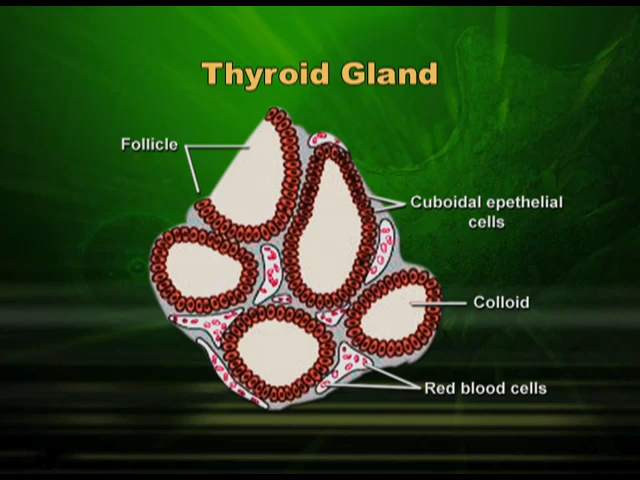 Thyroid Gland
Follicle
Cuboidal epethelial
cells
Colloid
Red blood cells